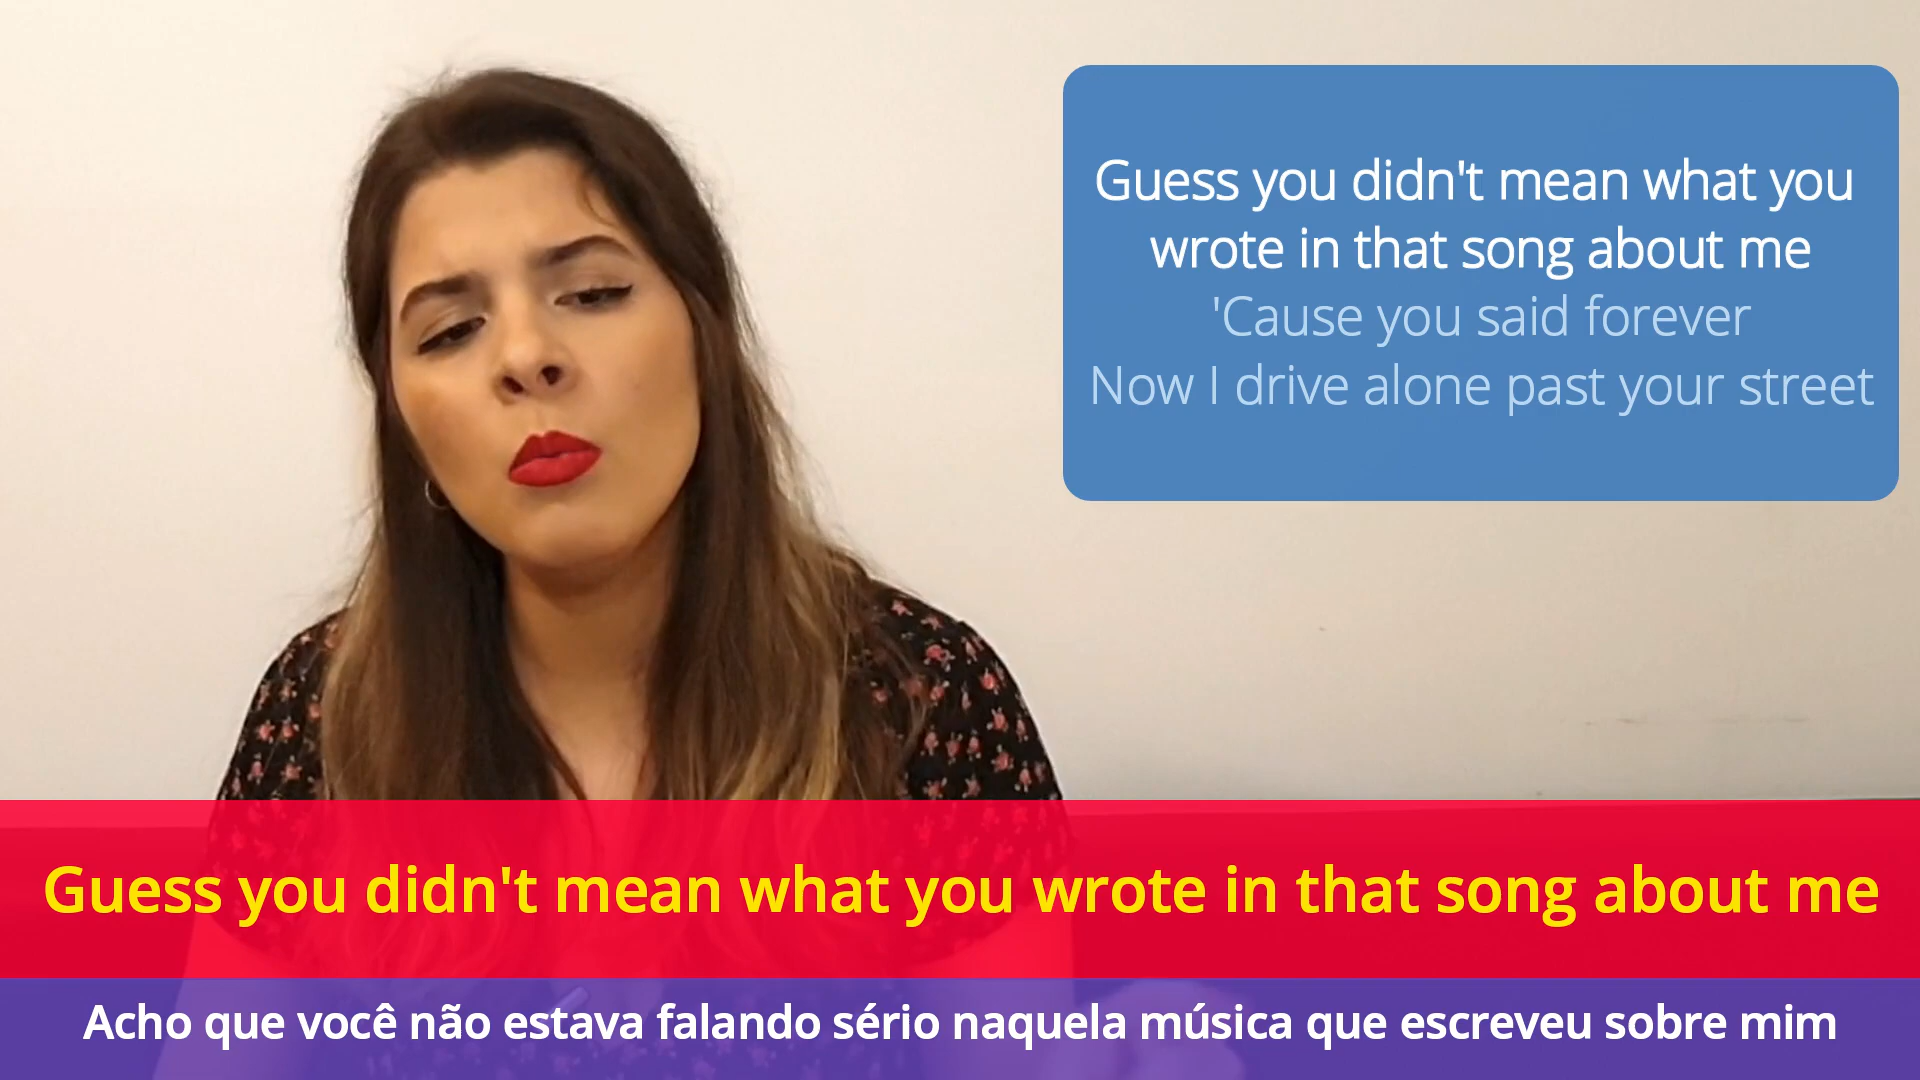 Guess you didn't mean what you
wrote in that song about me
'Cause you said forever
Now I drive alone past your street
Guess you didn't mean what you wrote in that song about me
Acho que você não estava falando sério naquela música que escreveu sobre mim